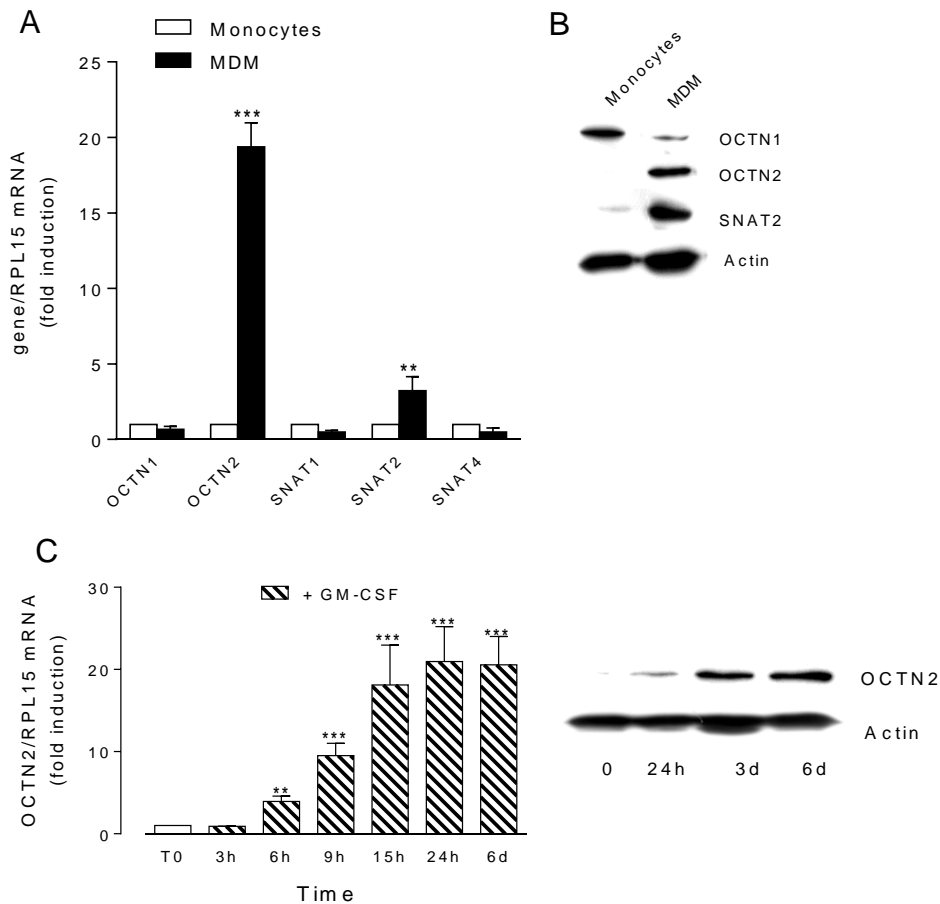 A
Monocytes
MDM
gene/RPL15 mRNA
(fold induction)
25
20
15
10
5
0
***
**
OCTN1
OCTN2
SNAT1
SNAT2
SNAT4
B
Monocytes
MDM
OCTN1
OCTN2
SNAT2
Actin
C
OCTN2/RPL15 mRNA
(fold induction)
30
20
10
0
+ GM-CSF
**
***
***
***
***
T0 3h 6h 9h 15h 24h 6d
Time
OCTN2
Actin
0 24h 3d 6d